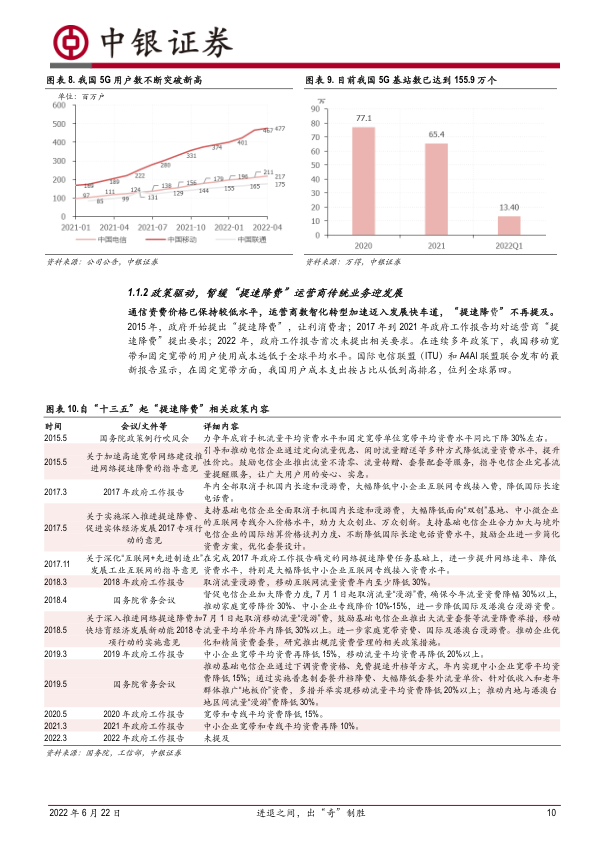 中银证券
图表 8. 我国 5G 用户数不断突破新高
单位：百万户
600
500
400
300
200
100
0
169
189
222
280
331
374
401
467
477
97
111
124
138
156
179
196
211
217
85
99
131
129
144
155
165
175
2021-01 2021-04 2021-07 2021-10 2022-01 2022-04
中国电信 中国移动 中国联通
资料来源：公司公告，中银证券
图表 9. 目前我国 5G 基站数已达到 155.9 万个
万
90
80
70
60
50
40
30
20
10
0
77.1
65.4
13.40
2020 2021 2022Q1
资料来源：万得，中银证券
1.1.2 政策驱动，暂缓“提速降费”运营商传统业务迎发展
通信资费价格已保持较低水平，运营商数智化转型加速迈入发展快车道，“提速降费”不再提及。
2015 年，政府开始提出“提速降费”，让利消费者；2017 年到 2021 年政府工作报告均对运营商“提
速降费”提出要求；2022 年，政府工作报告首次未提出相关要求。在连续多年政策下，我国移动宽
带和固定宽带的用户使用成本远低于全球平均水平。国际电信联盟（ITU）和 A4AI 联盟联合发布的最
新报告显示，在固定宽带方面，我国用户成本支出按占比从低到高排名，位列全球第四。
图表 10.自“十三五”起“提速降费”相关政策内容
时间 会议/文件等 详细内容
2015.5 国务院政策例行吹风会 力争年底前手机流量平均资费水平和固定宽带单位宽带平均资费水平同比下降 30%左右。
2015.5 关于加快高速宽带网络建设推进网络提速降费的指导意见 引导和推动电信企业通过定向流量优惠、闲时流量赠送等多种方式降低流量资费水平，提升
性价比。鼓励电信企业推出流量不清零、流量转赠、套餐配套等服务，指导电信企业完善流
量提醒服务，让广大用户用的安心、实惠。
2017.3 2017 年政府工作报告 年内全部取消手机国内长途和漫游费，大幅降低中小企业互联网专线接入费，降低国际长途
电话费。
2017.5 关于实施深入推进提速降费、促进实体经济发展 2017 专项行动的意见 支持基础电信企业全面取消手机国内长途和漫游费，大幅降低面向“双创”基地、中小微企业
的互联网专线介入价格水平，助力大众创业、万众创新。支持基础电信企业合力加大与境外
电信企业的国际结算价格谈判力度、不断降低国际长途电话资费水平，鼓励企业进一步简化
资费方案，优化套餐设计。
2017.11 关于深化“互联网+先进制造业”发展工业互联网的指导意见 在完成 2017 年政府工作报告确定的网络提速降费任务基础上，进一步提升网络速率、降低
资费水平，特别是大幅降低中小企业互联网专线接入资费水平。
2018.3 2018 年政府工作报告 取消流量漫游费，移动互联网流量资费年内至少降低 30%。
2018.4 国务院常务会议 督促电信企业加大降费力度，7 月 1 日起取消流量“漫游”费，确保今年流量资费降幅 30%以上，
推动家庭宽带降价 30%、中小企业专线降价 10%-15%，进一步降低国际及港澳台漫游资费。
2018.5 关于深入推进网络提速降费加快培育经济发展新动能 2018 专项行动的实施意见 7 月 1 日起取消移动流量“漫游”费，鼓励基础电信企业推出大流量套餐等流量降费举措，移动
流量平均单价年内降低 30%以上。进一步家庭宽带资费、国际及港澳台漫游费。推动企业优
化和精简资费套餐，研究推出规范资费管理的相关政策措施。
2019.3 2019 年政府工作报告 中小企业宽带平均资费再降低 15%，移动流量平均资费再降低 20%以上。
2019.5 国务院常务会议 推动基础电信企业通过下调资费资格、免费提速升档等方式，年内实现中小企业宽带平均资
费降低 15%；通过实施普惠制套餐升档降费、大幅降低套餐外流量单价、针对低收入和老年
群体推广“地板价”资费，多措并举实现移动流量平均资费降低 20%以上；推动内地与港澳台
地区间流量“漫游”费降低 30%。
2020.5 2020 年政府工作报告 宽带和专线平均资费降低 15%。
2021.3 2021 年政府工作报告 中小企业宽带和专线平均资费再降 10%。
2022.3 2022 年政府工作报告 未提及
资料来源：国务院，工信部，中银证券
2022 年 6 月 22 日 进退之间，出“奇”制胜 10